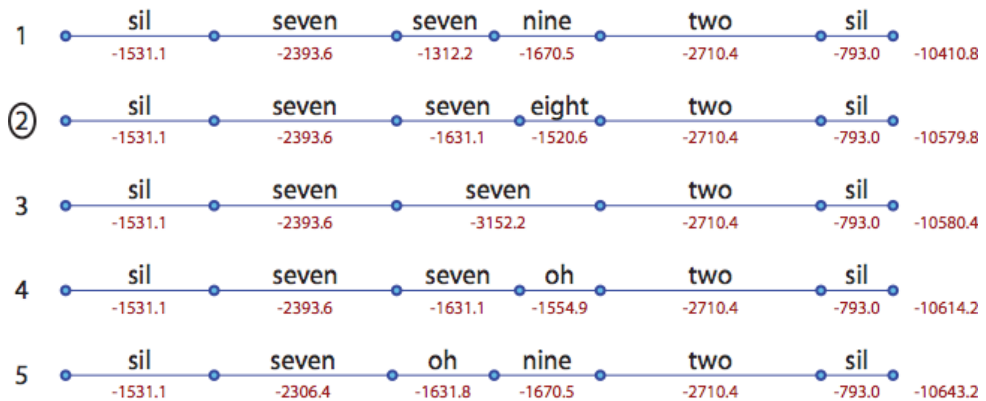 1 sil seven seven nine two sil
-1531.1 -2393.6 -1312.2 -1670.5 -2710.4 -793.0 -10410.8
2 sil seven seven eight two sil
-1531.1 -2393.6 -1631.1 -1520.6 -2710.4 -793.0 -10579.8
3 sil seven seven two sil
-1531.1 -2393.6 -3152.2 -2710.4 -793.0 -10580.4
4 sil seven seven oh two sil
-1531.1 -2393.6 -1631.1 -1554.9 -2710.4 -793.0 -10614.2
5 sil seven oh nine two sil
-1531.1 -2306.4 -1631.8 -1670.5 -2710.4 -793.0 -10643.2